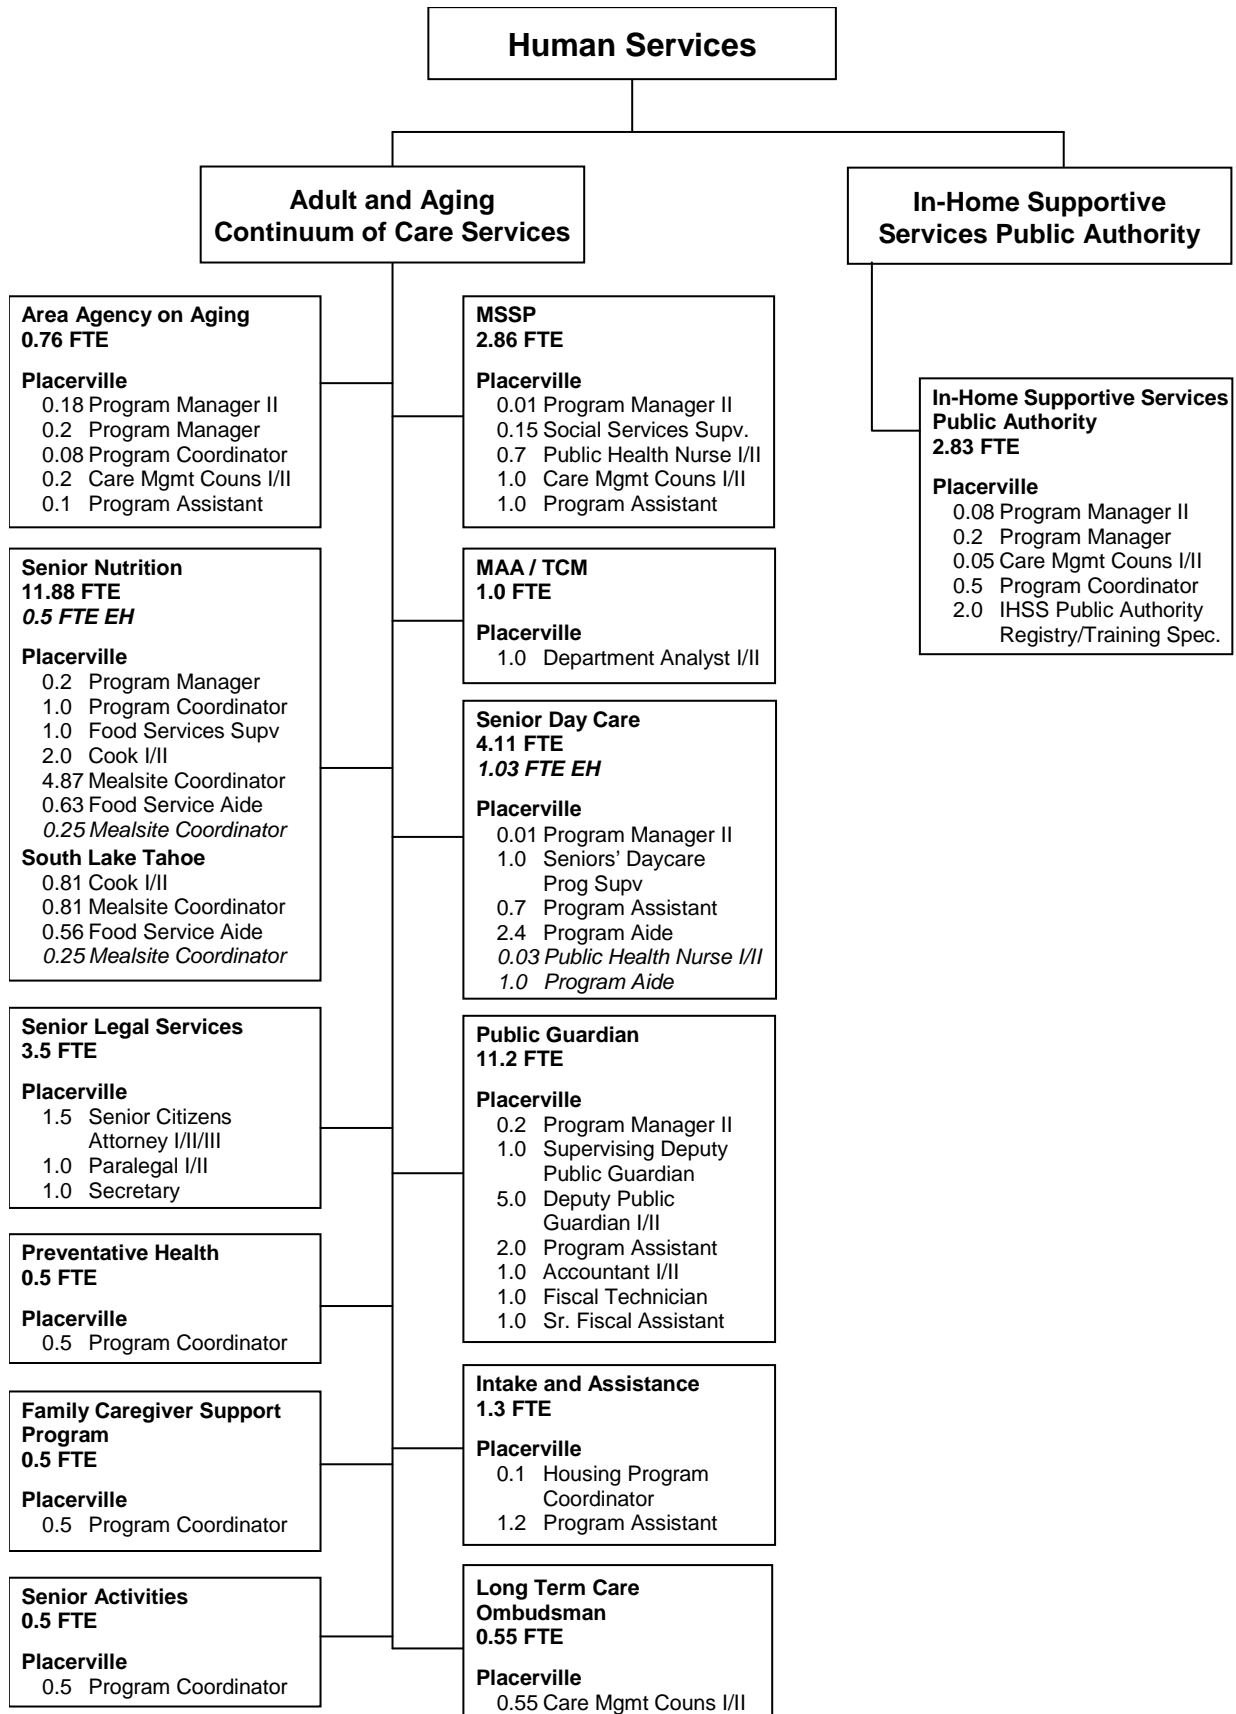 Human Services
Adult and Aging
Continuum of Care Services
In-Home Supportive
Services Public Authority
Area Agency on Aging
0.76 FTE
Placerville
0.18 Program Manager II
0.2 Program Manager
0.08 Program Coordinator
0.2 Care Mgmt Couns I/II
0.1 Program Assistant
Senior Nutrition
11.88 FTE
0.5 FTE EH
Placerville
0.2 Program Manager
1.0 Program Coordinator
1.0 Food Services Supv
2.0 Cook I/II
4.87 Mealsite Coordinator
0.63 Food Service Aide
0.25 Mealsite Coordinator
South Lake Tahoe
0.81 Cook I/II
0.81 Mealsite Coordinator
0.56 Food Service Aide
0.25 Mealsite Coordinator
Senior Legal Services
3.5 FTE
Placerville
1.5 Senior Citizens
Attorney I/II/III
1.0 Paralegal I/II
1.0 Secretary
Preventative Health
0.5 FTE
Placerville
0.5 Program Coordinator
Family Caregiver Support
Program
0.5 FTE
Placerville
0.5 Program Coordinator
Senior Activities
0.5 FTE
Placerville
0.5 Program Coordinator
MSSP
2.86 FTE
Placerville
0.01 Program Manager II
0.15 Social Services Supv.
0.7 Public Health Nurse I/II
1.0 Care Mgmt Couns I/II
1.0 Program Assistant
MAA / TCM
1.0 FTE
Placerville
1.0 Department Analyst I/II
Senior Day Care
4.11 FTE
1.03 FTE EH
Placerville
0.01 Program Manager II
1.0 Seniors’ Daycare
Prog Supv
0.7 Program Assistant
2.4 Program Aide
0.03 Public Health Nurse I/II
1.0 Program Aide
Public Guardian
11.2 FTE
Placerville
0.2 Program Manager II
1.0 Supervising Deputy
Public Guardian
5.0 Deputy Public
Guardian I/II
2.0 Program Assistant
1.0 Accountant I/II
1.0 Fiscal Technician
1.0 Sr. Fiscal Assistant
Intake and Assistance
1.3 FTE
Placerville
0.1 Housing Program
Coordinator
1.2 Program Assistant
Long Term Care
Ombudsman
0.55 FTE
Placerville
0.55 Care Mgmt Couns I/II
In-Home Supportive Services
Public Authority
2.83 FTE
Placerville
0.08 Program Manager II
0.2 Program Manager
0.05 Care Mgmt Couns I/II
0.5 Program Coordinator
2.0 IHSS Public Authority
Registry/Training Spec.